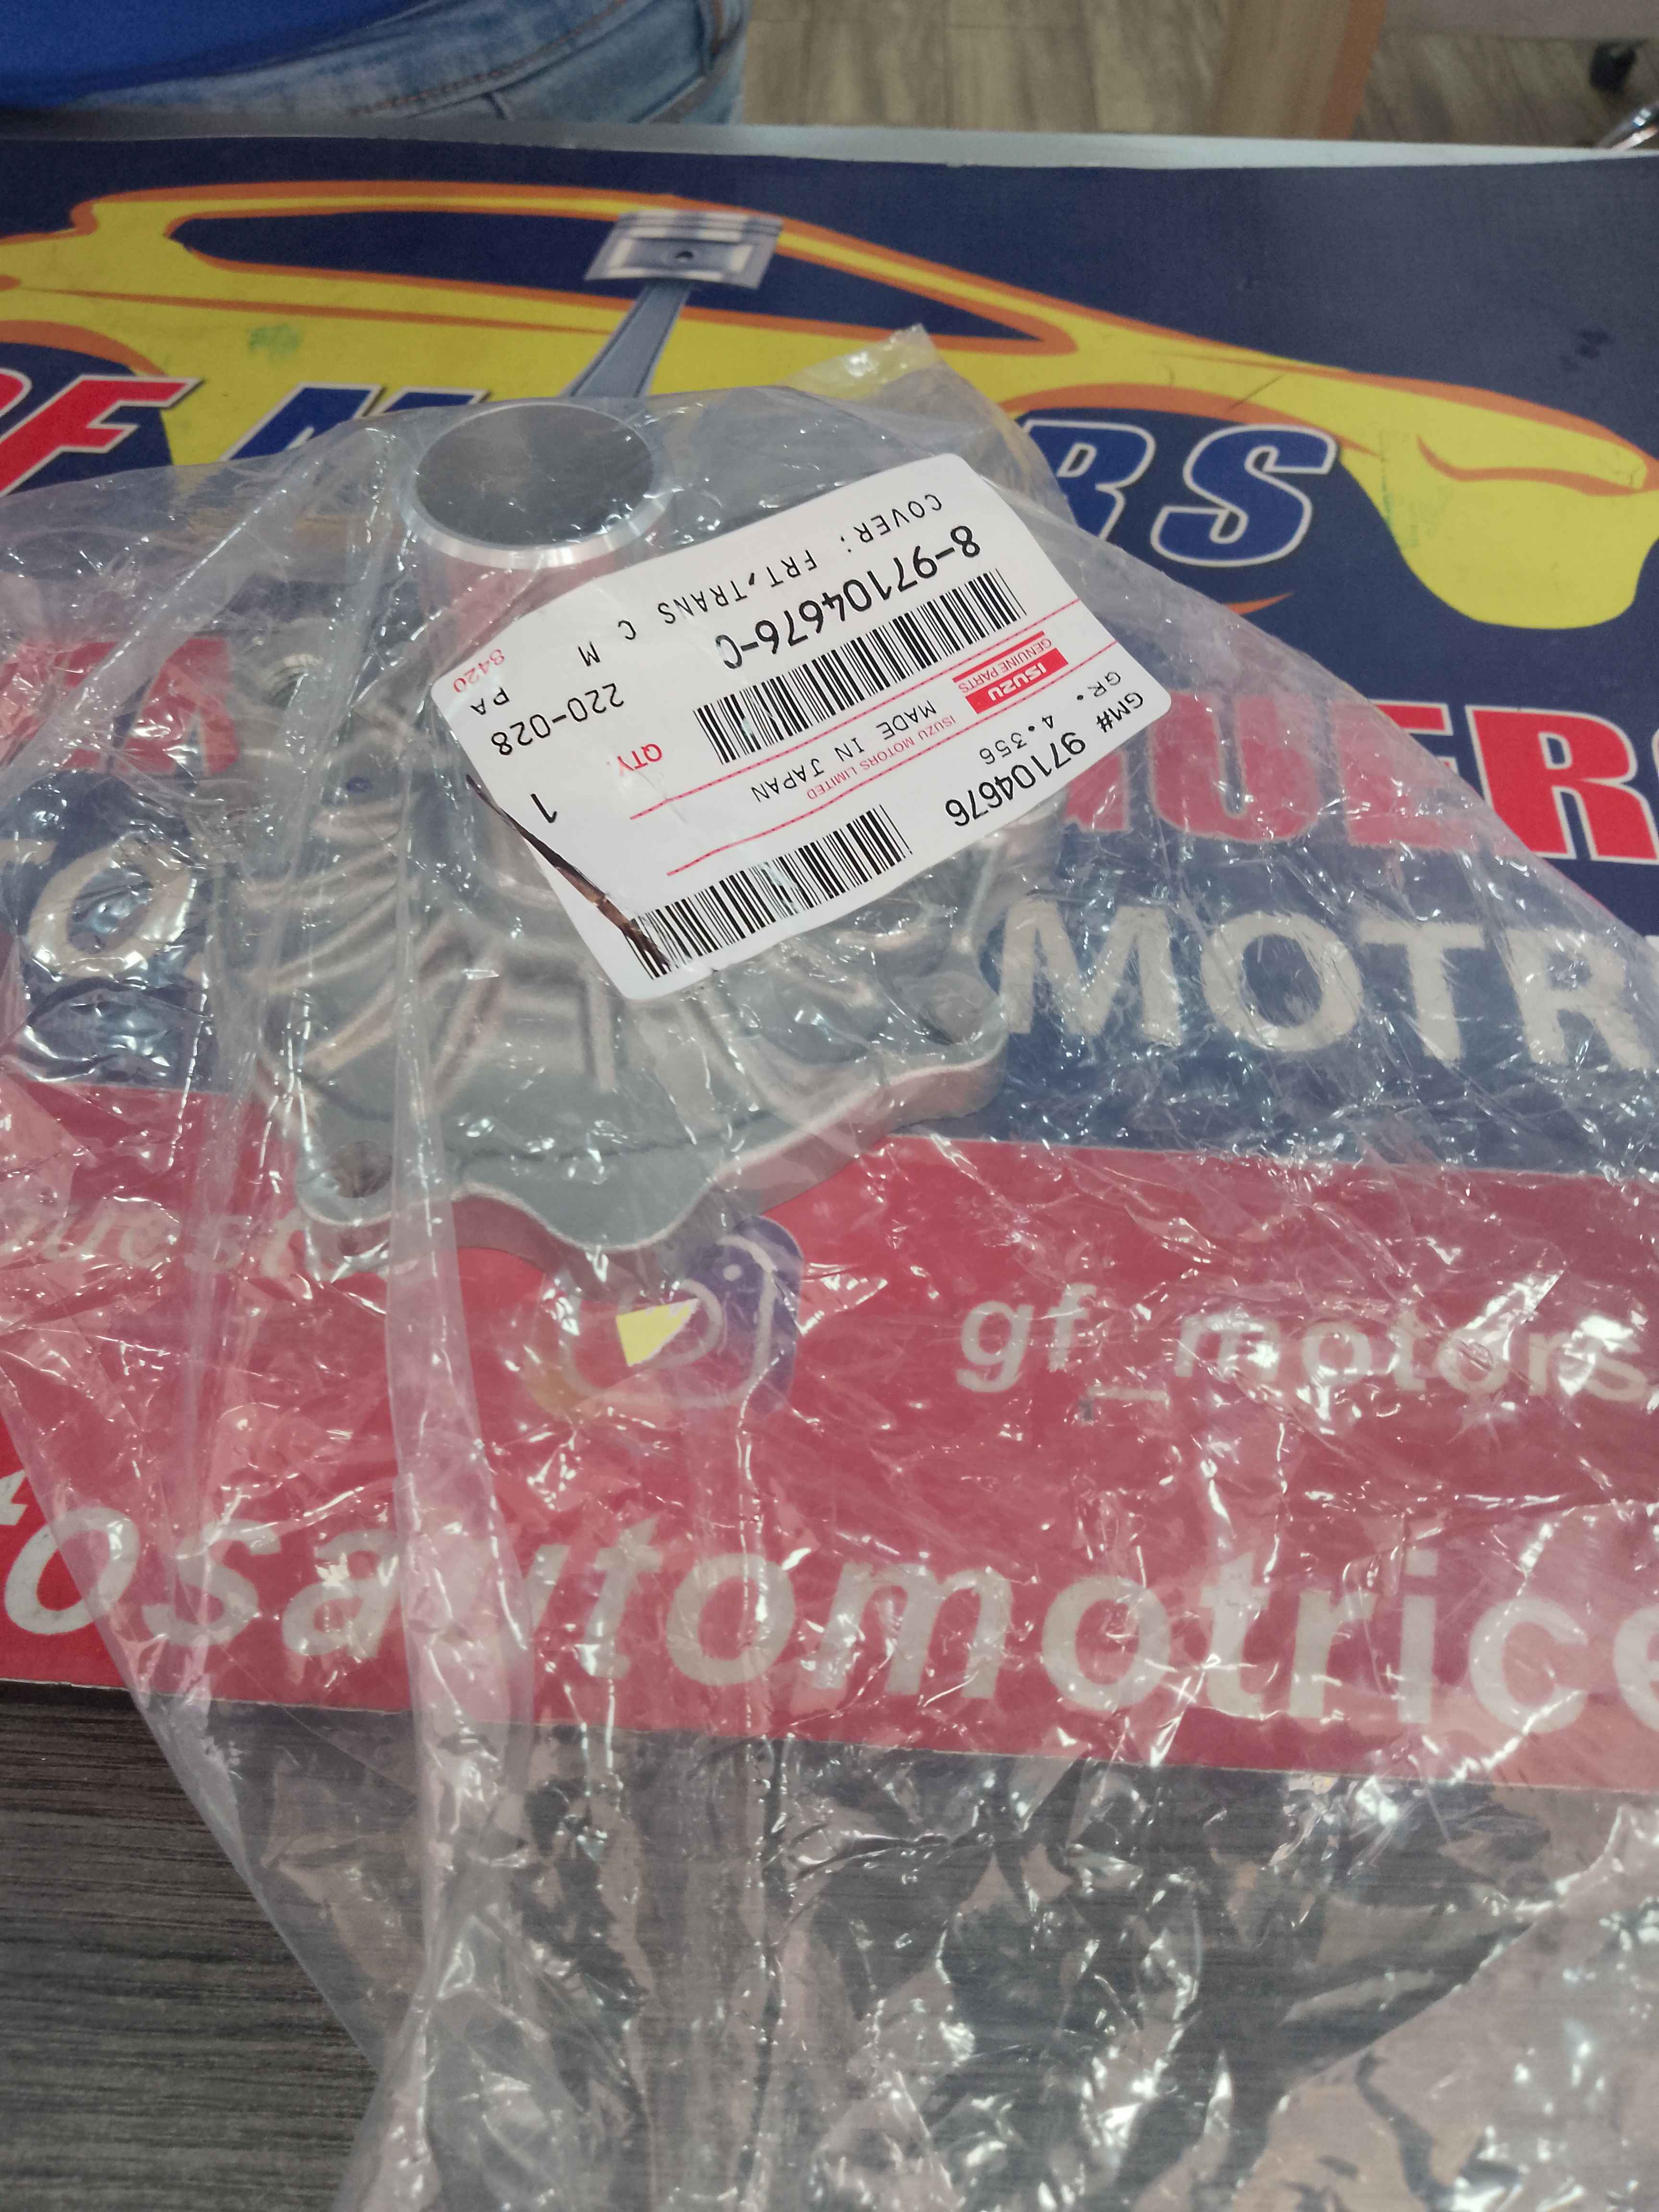 COVER; FRT,TRANS C M
8-97104676-0
220-028
PA
8420
QTY.
1
ISUZU
GENUINE PARTS
MADE IN JAPAN
ISUZU MOTORS LIMITED
GR. 4.356
GM# 97104676
MOTR
gf_motors
osautomotrice